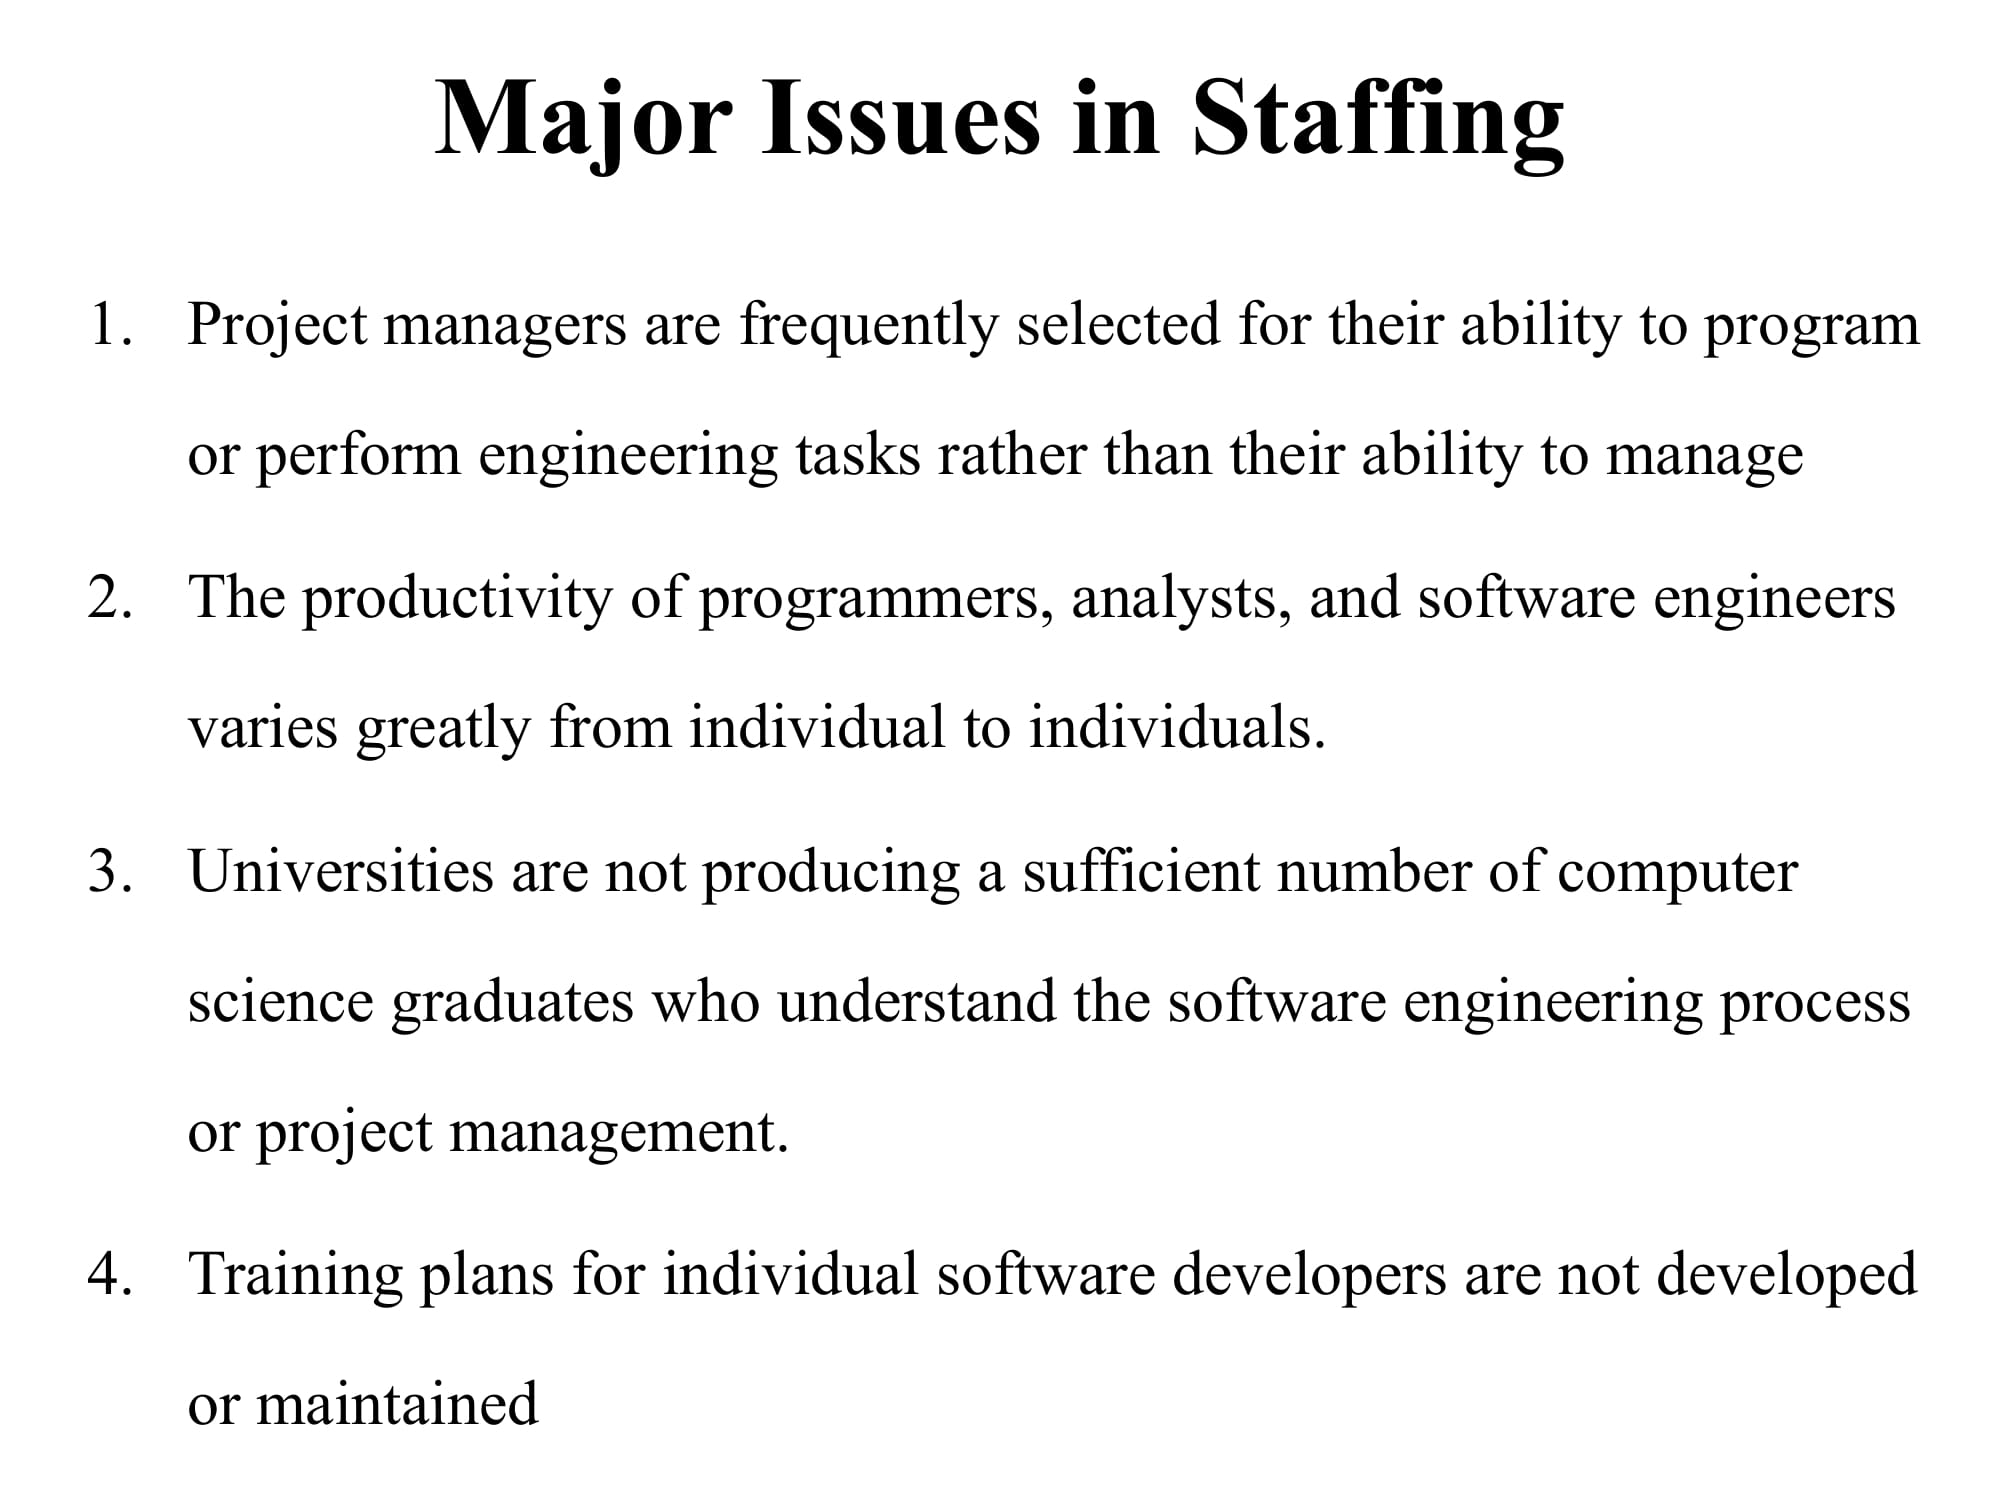 Major Issues in Staffing
1. Project managers are frequently selected for their ability to program
or perform engineering tasks rather than their ability to manage
2. The productivity of programmers, analysts, and software engineers
varies greatly from individual to individuals.
3. Universities are not producing a sufficient number of computer
science graduates who understand the software engineering process
or project management.
4. Training plans for individual software developers are not developed
or maintained